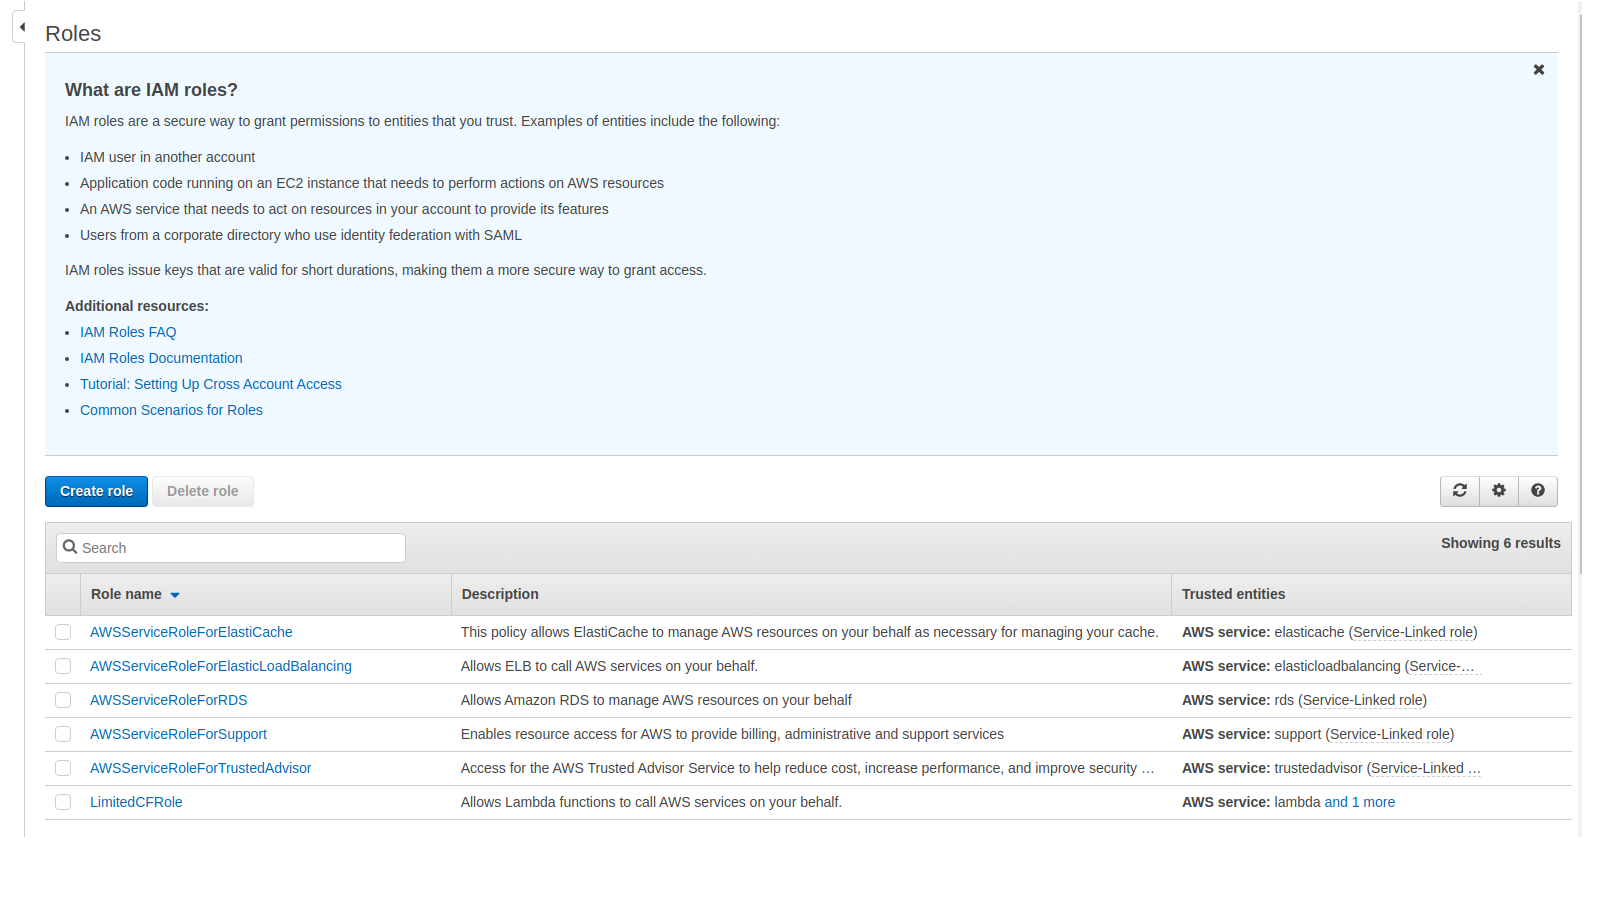 Roles
What are IAM roles?
IAM roles are a secure way to grant permissions to entities that you trust. Examples of entities include the following:
• IAM user in another account
• Application code running on an EC2 instance that needs to perform actions on AWS resources
• An AWS service that needs to act on resources in your account to provide its features
• Users from a corporate directory who use identity federation with SAML
IAM roles issue keys that are valid for short durations, making them a more secure way to grant access.
Additional resources:
• IAM Roles FAQ
• IAM Roles Documentation
• Tutorial: Setting Up Cross Account Access
• Common Scenarios for Roles
Create role Delete role
Search Showing 6 results
Role name Description Trusted entities
AWSServiceRoleForElastiCache This policy allows ElastiCache to manage AWS resources on your behalf as necessary for managing your cache. AWS service: elasticache (Service-Linked role)
AWSServiceRoleForElasticLoadBalancing Allows ELB to call AWS services on your behalf. AWS service: elasticloadbalancing (Service-…
AWSServiceRoleForRDS Allows Amazon RDS to manage AWS resources on your behalf AWS service: rds (Service-Linked role)
AWSServiceRoleForSupport Enables resource access for AWS to provide billing, administrative and support services AWS service: support (Service-Linked role)
AWSServiceRoleForTrustedAdvisor Access for the AWS Trusted Advisor Service to help reduce cost, increase performance, and improve security … AWS service: trustedadvisor (Service-Linked …
LimitedCFRole Allows Lambda functions to call AWS services on your behalf. AWS service: lambda and 1 more